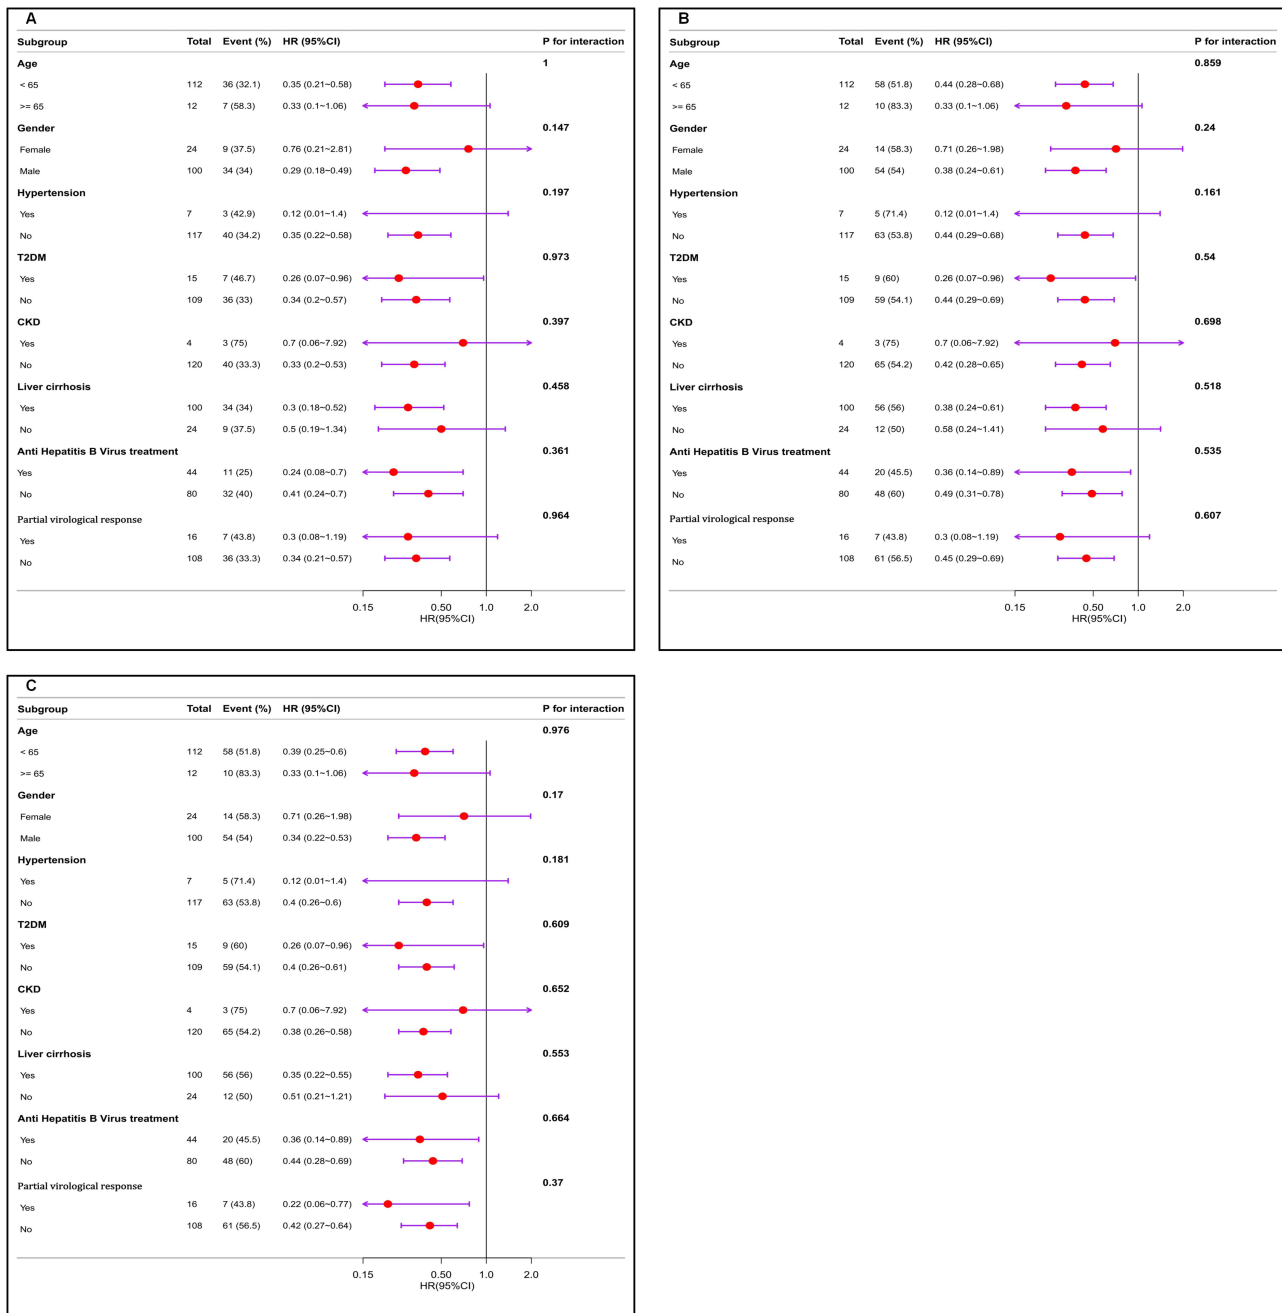 A
Subgroup Total Event (%) HR (95%CI) P for interaction
Age 1
< 65 112 36 (32.1) 0.35 (0.21~0.58)
>= 65 12 7 (58.3) 0.33 (0.1~1.06)
Gender 0.147
Female 24 9 (37.5) 0.76 (0.21~2.81)
Male 100 34 (34) 0.29 (0.18~0.49)
Hypertension 0.197
Yes 7 3 (42.9) 0.12 (0.01~1.4)
No 117 40 (34.2) 0.35 (0.22~0.58)
T2DM 0.973
Yes 15 7 (46.7) 0.26 (0.07~0.96)
No 109 36 (33) 0.34 (0.2~0.57)
CKD 0.397
Yes 4 3 (75) 0.7 (0.06~7.92)
No 120 40 (33.3) 0.33 (0.2~0.53)
Liver cirrhosis 0.458
Yes 100 34 (34) 0.3 (0.18~0.52)
No 24 9 (37.5) 0.5 (0.19~1.34)
Anti Hepatitis B Virus treatment 0.361
Yes 44 11 (25) 0.24 (0.08~0.7)
No 80 32 (40) 0.41 (0.24~0.7)
Partial virological response 0.964
Yes 16 7 (43.8) 0.3 (0.08~1.19)
No 108 36 (33.3) 0.34 (0.21~0.57)
0.15 0.50 1.0 2.0
HR(95%CI)
B
Subgroup Total Event (%) HR (95%CI) P for interaction
Age 0.859
< 65 112 58 (51.8) 0.44 (0.28~0.68)
>= 65 12 10 (83.3) 0.33 (0.1~1.06)
Gender 0.24
Female 24 14 (58.3) 0.71 (0.26~1.98)
Male 100 54 (54) 0.38 (0.24~0.61)
Hypertension 0.161
Yes 7 5 (71.4) 0.12 (0.01~1.4)
No 117 63 (53.8) 0.44 (0.29~0.68)
T2DM 0.54
Yes 15 9 (60) 0.26 (0.07~0.96)
No 109 59 (54.1) 0.44 (0.29~0.69)
CKD 0.698
Yes 4 3 (75) 0.7 (0.06~7.92)
No 120 65 (54.2) 0.42 (0.28~0.65)
Liver cirrhosis 0.518
Yes 100 56 (56) 0.38 (0.24~0.61)
No 24 12 (50) 0.58 (0.24~1.41)
Anti Hepatitis B Virus treatment 0.535
Yes 44 20 (45.5) 0.36 (0.14~0.89)
No 80 48 (60) 0.49 (0.31~0.78)
Partial virological response 0.607
Yes 16 7 (43.8) 0.3 (0.08~1.19)
No 108 61 (56.5) 0.45 (0.29~0.69)
0.15 0.50 1.0 2.0
HR(95%CI)
C
Subgroup Total Event (%) HR (95%CI) P for interaction
Age 0.976
< 65 112 58 (51.8) 0.39 (0.25~0.6)
>= 65 12 10 (83.3) 0.33 (0.1~1.06)
Gender 0.17
Female 24 14 (58.3) 0.71 (0.26~1.98)
Male 100 54 (54) 0.34 (0.22~0.53)
Hypertension 0.181
Yes 7 5 (71.4) 0.12 (0.01~1.4)
No 117 63 (53.8) 0.4 (0.26~0.6)
T2DM 0.609
Yes 15 9 (60) 0.26 (0.07~0.96)
No 109 59 (54.1) 0.4 (0.26~0.61)
CKD 0.652
Yes 4 3 (75) 0.7 (0.06~7.92)
No 120 65 (54.2) 0.38 (0.26~0.58)
Liver cirrhosis 0.553
Yes 100 56 (56) 0.35 (0.22~0.55)
No 24 12 (50) 0.51 (0.21~1.21)
Anti Hepatitis B Virus treatment 0.664
Yes 44 20 (45.5) 0.36 (0.14~0.89)
No 80 48 (60) 0.44 (0.28~0.69)
Partial virological response 0.37
Yes 16 7 (43.8) 0.22 (0.06~0.77)
No 108 61 (56.5) 0.42 (0.27~0.64)
0.15 0.50 1.0 2.0
HR(95%CI)